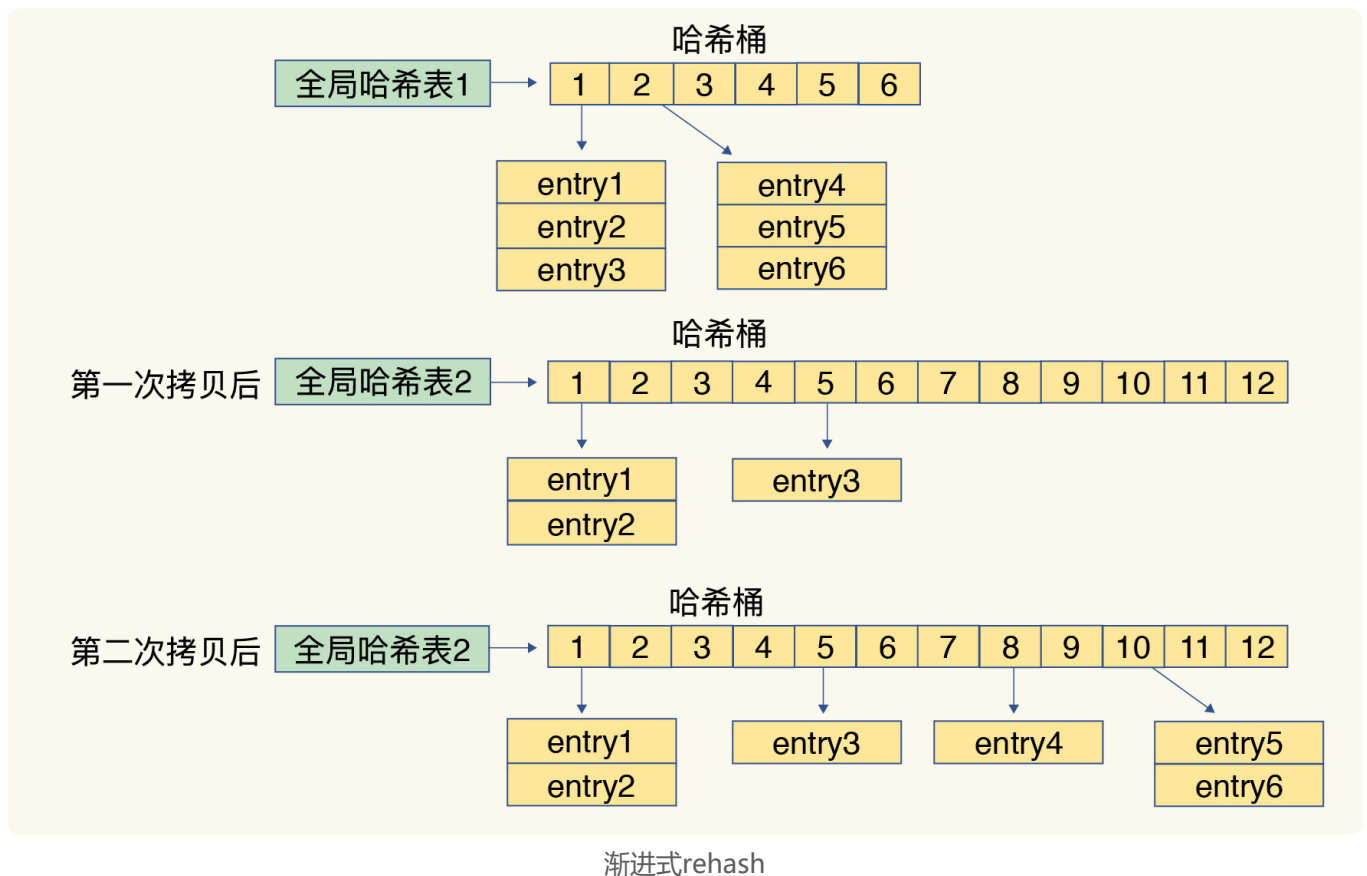 哈希桶
全局哈希表1 1 2 3 4 5 6
entry1 entry4
entry2 entry5
entry3 entry6
哈希桶
第一次拷贝后 全局哈希表2 1 2 3 4 5 6 7 8 9 10 11 12
entry1 entry3
entry2
哈希桶
第二次拷贝后 全局哈希表2 1 2 3 4 5 6 7 8 9 10 11 12
entry1 entry3 entry4 entry5
entry2 entry6
渐进式rehash